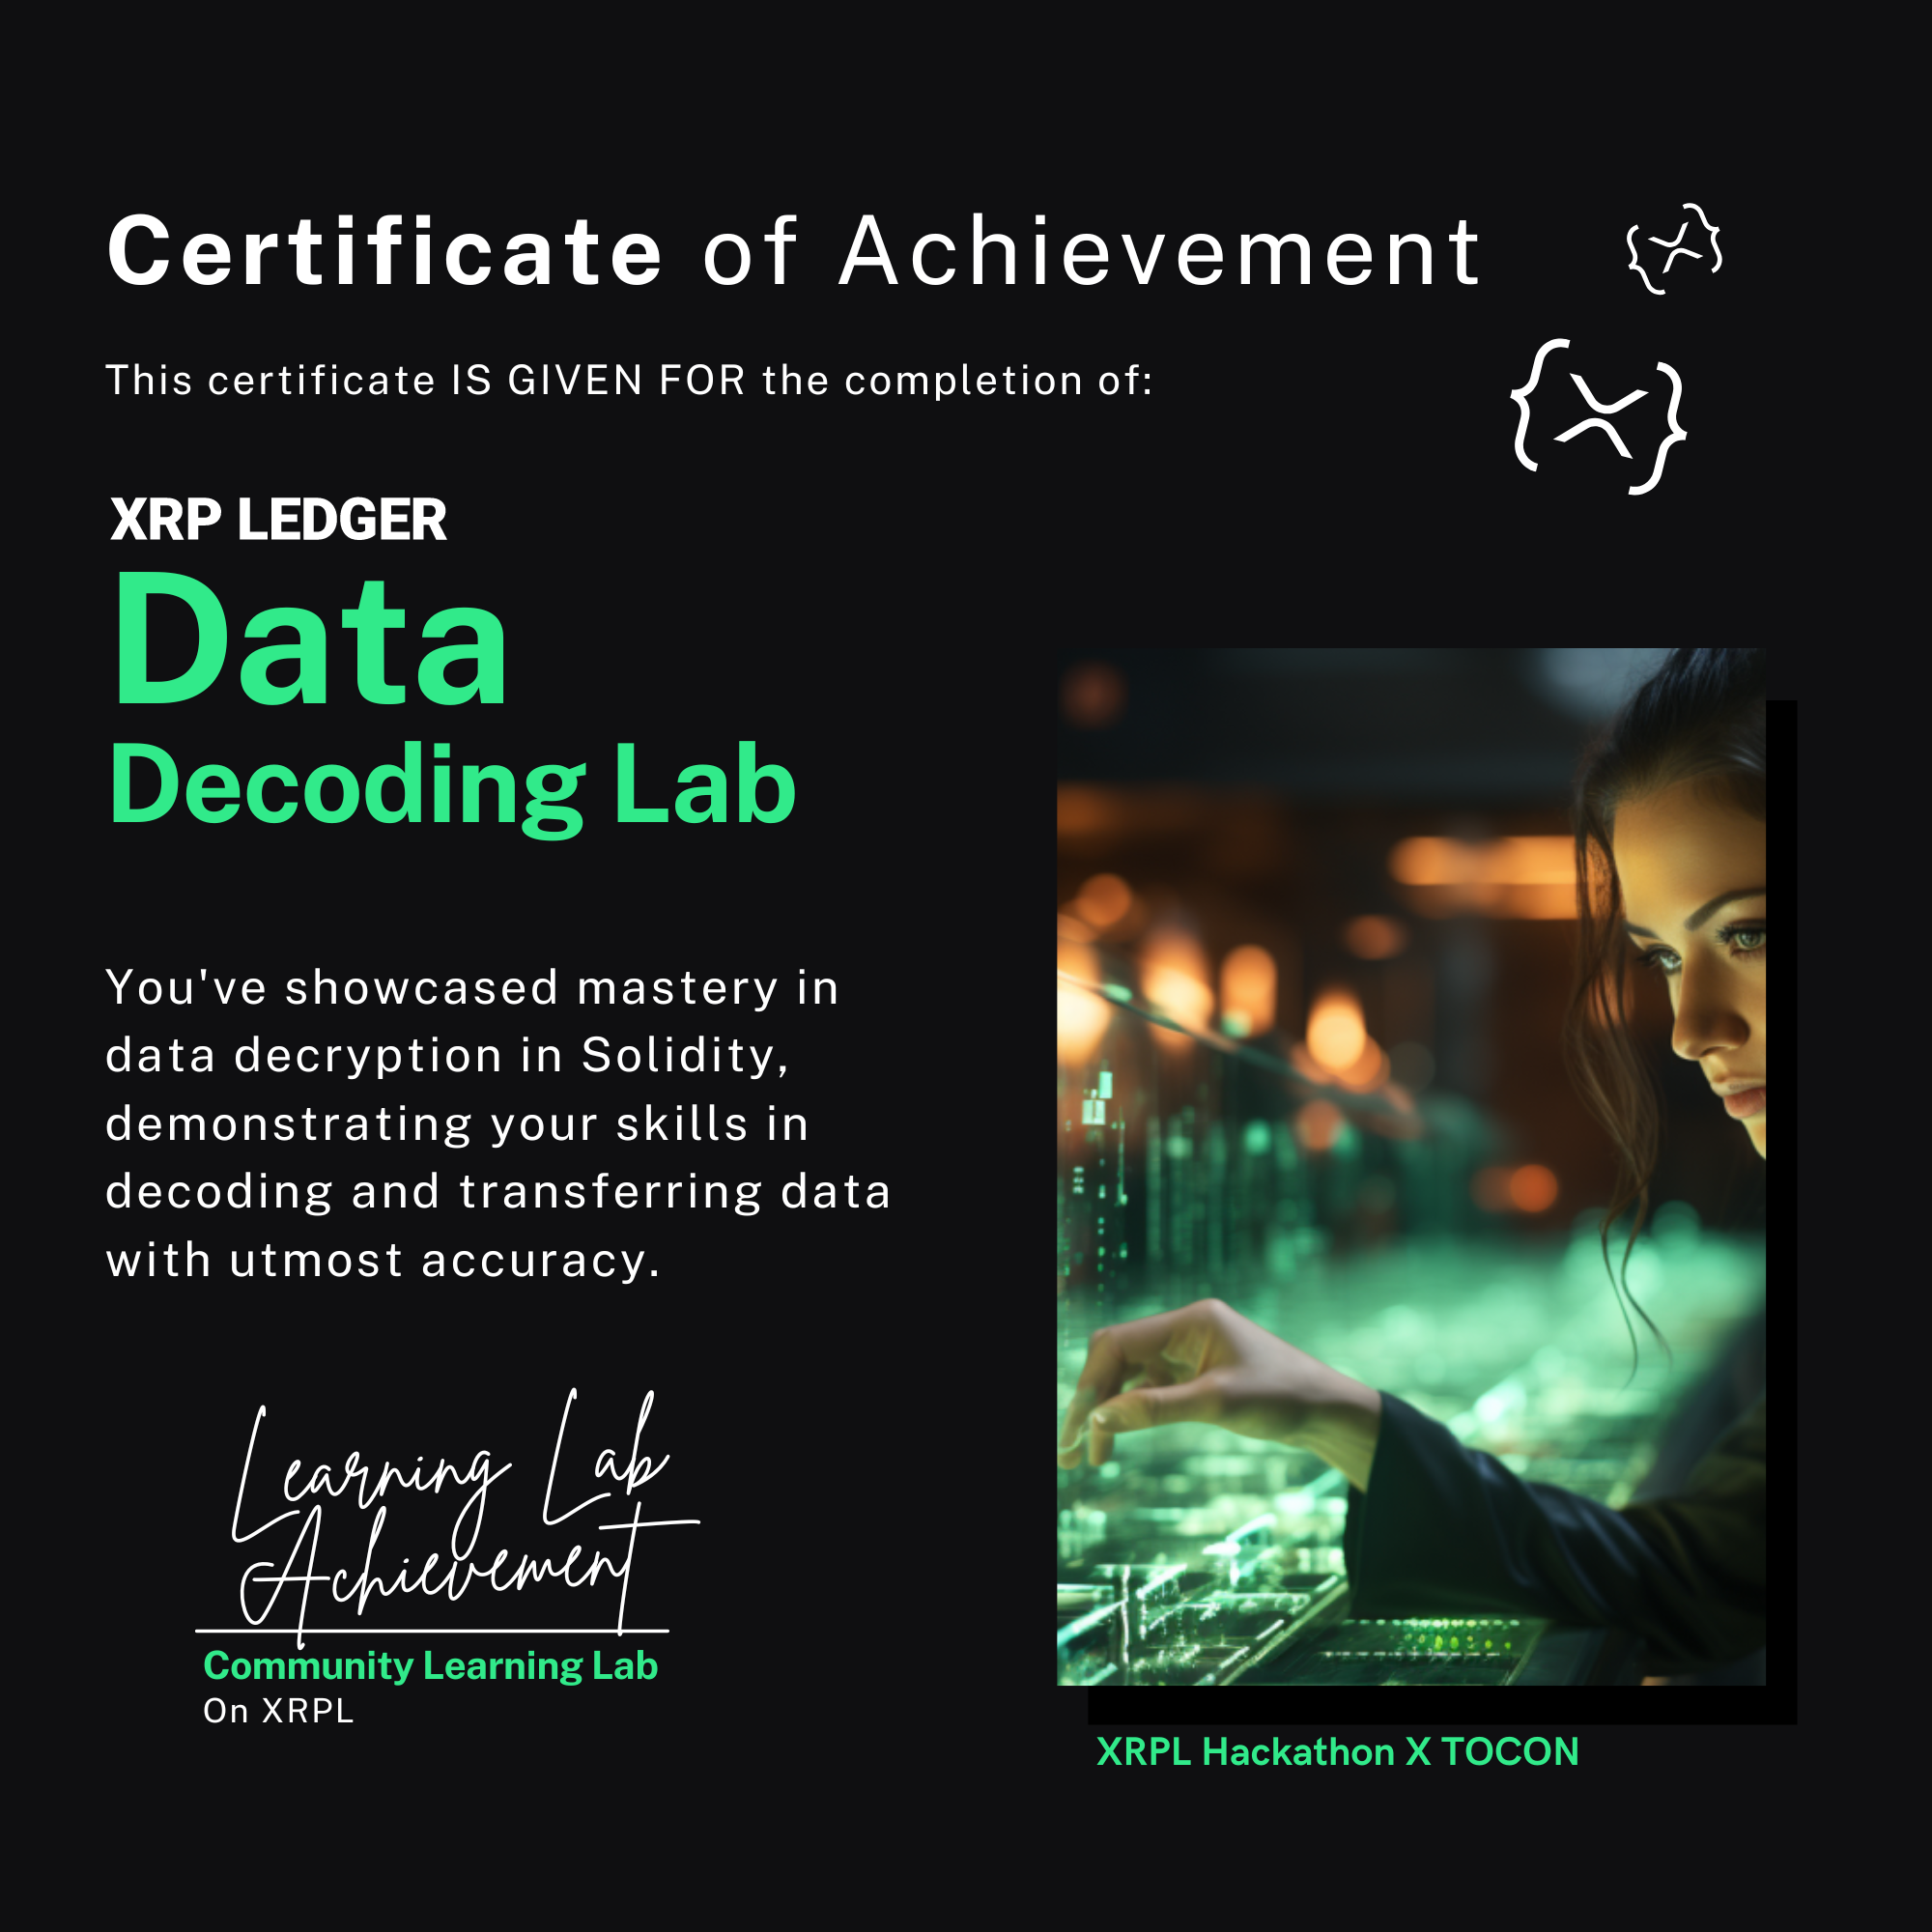 Certificate of Achievement
This certificate IS GIVEN FOR the completion of:
XRP LEDGER
Data
Decoding Lab
You've showcased mastery in
data decryption in Solidity,
demonstrating your skills in
decoding and transferring data
with utmost accuracy.
Learning Lab
Achievement
Community Learning Lab
On XRPL
XRPL Hackathon X TOCON